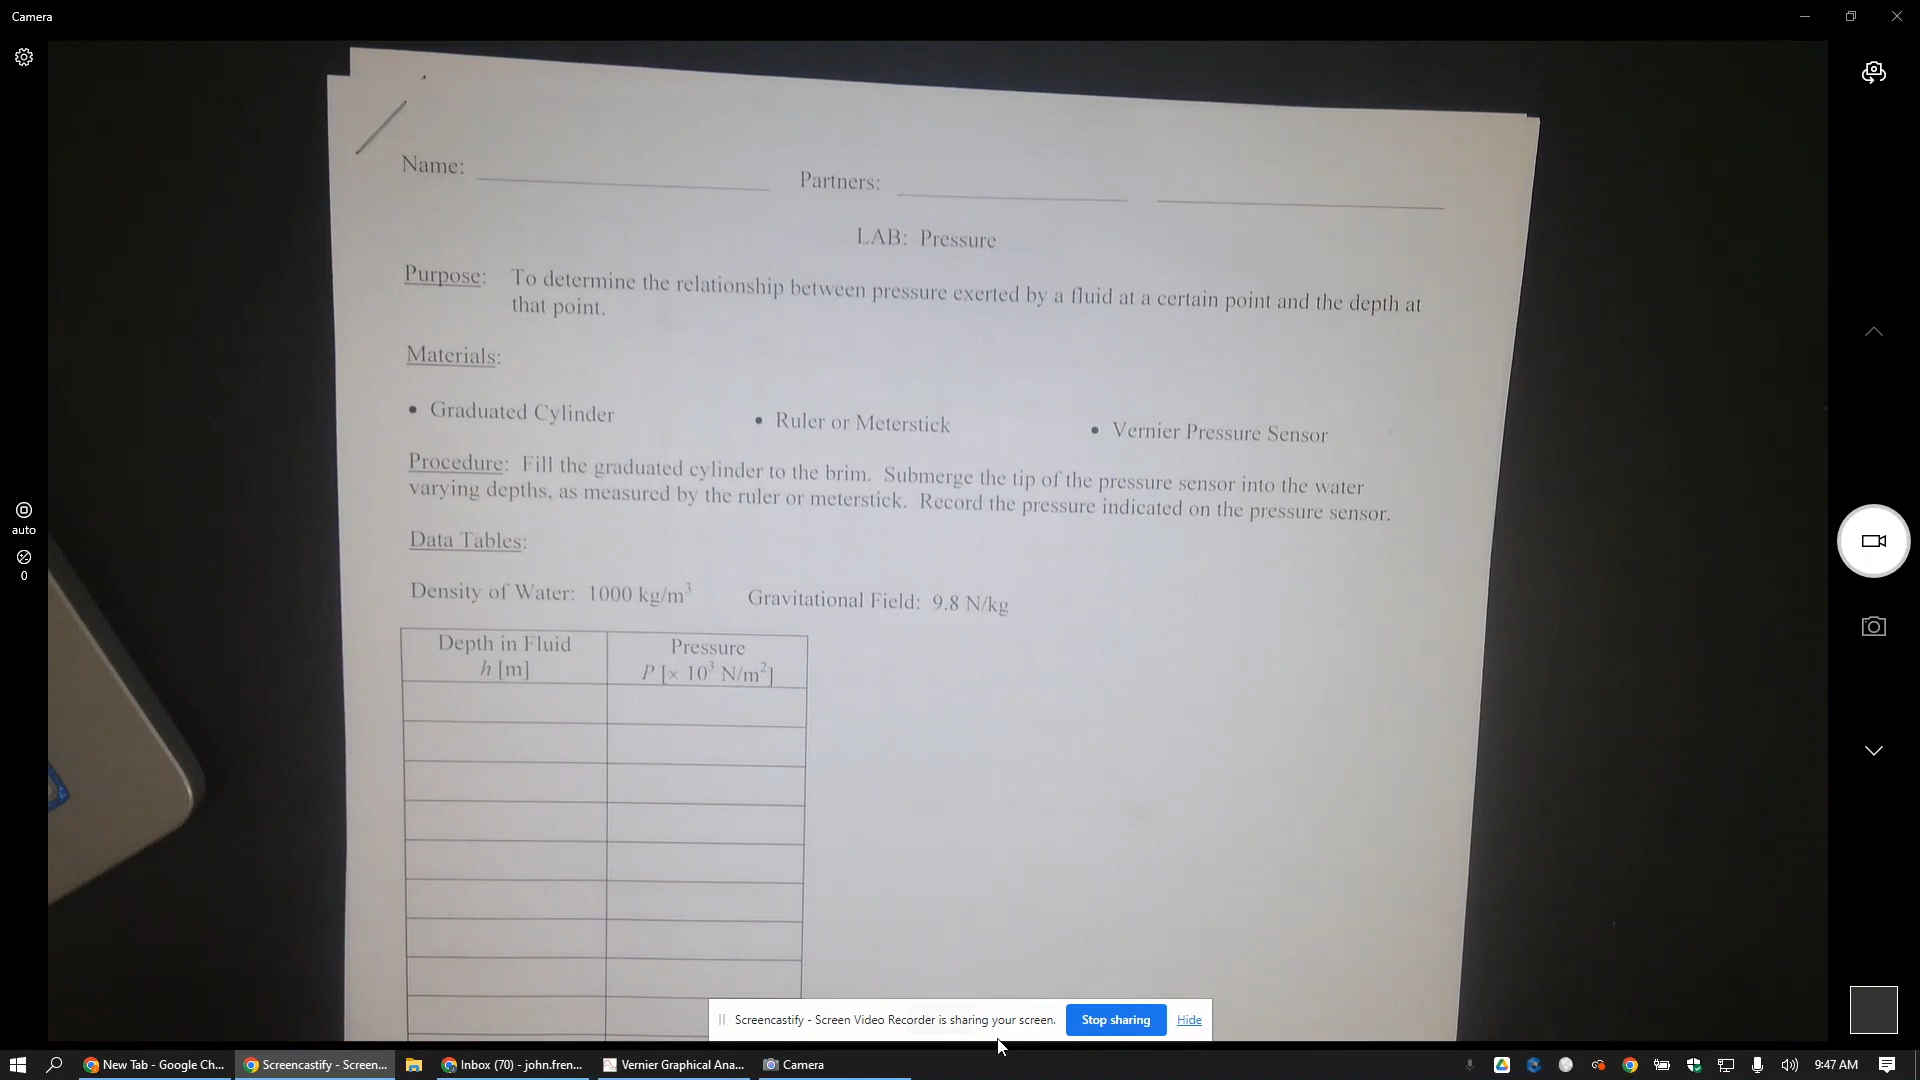 Camera
Name: Partners:
LAB: Pressure
Purpose: To determine the relationship between pressure exerted by a fluid at a certain point and the depth at
that point.
Materials:
• Graduated Cylinder • Ruler or Meterstick • Vernier Pressure Sensor
Procedure: Fill the graduated cylinder to the brim. Submerge the tip of the pressure sensor into the water
varying depths, as measured by the ruler or meterstick. Record the pressure indicated on the pressure sensor.
auto
0
Data Tables:
Density of Water: 1000 kg/m³ Gravitational Field: 9.8 N/kg
Depth in Fluid Pressure
h [m] P [× 10³ N/m²]
Screencastify - Screen Video Recorder is sharing your screen. Stop sharing Hide
New Tab - Google Ch... Screencastify - Screen... Inbox (70) - john.fren... Vernier Graphical Ana... Camera 9:47 AM